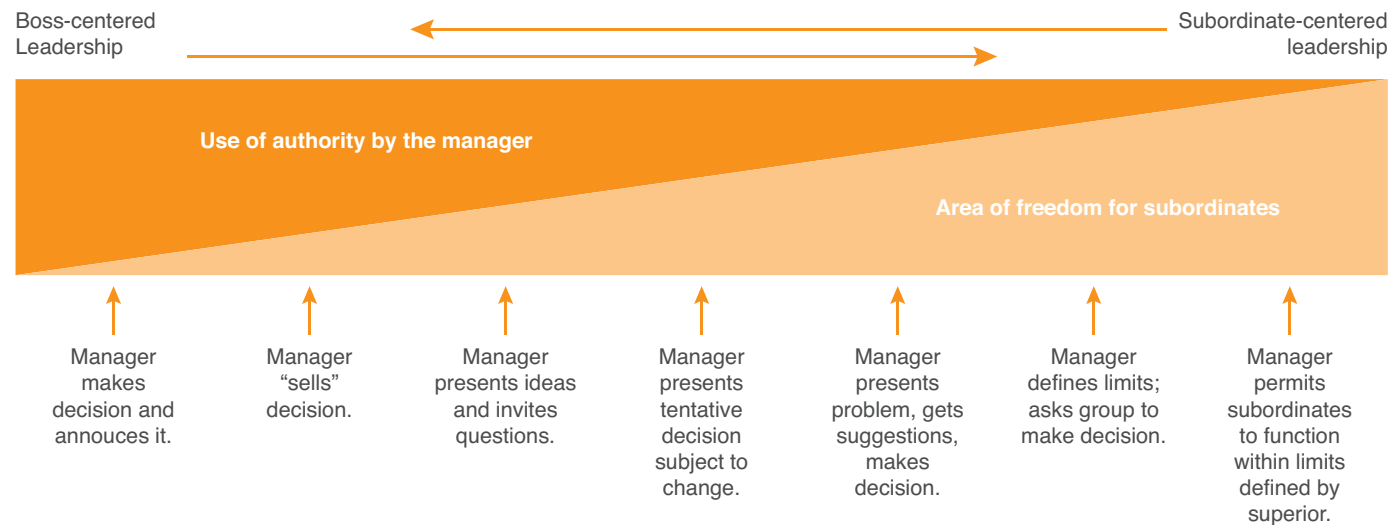 Boss-centered
Leadership
Subordinate-centered
leadership
Use of authority by the manager
Area of freedom for subordinates
Manager
makes
decision and
annouces it.
Manager
“sells”
decision.
Manager
presents ideas
and invites
questions.
Manager
presents
tentative
decision
subject to
change.
Manager
presents
problem, gets
suggestions,
makes
decision.
Manager
defines limits;
asks group to
make decision.
Manager
permits
subordinates
to function
within limits
defined by
superior.